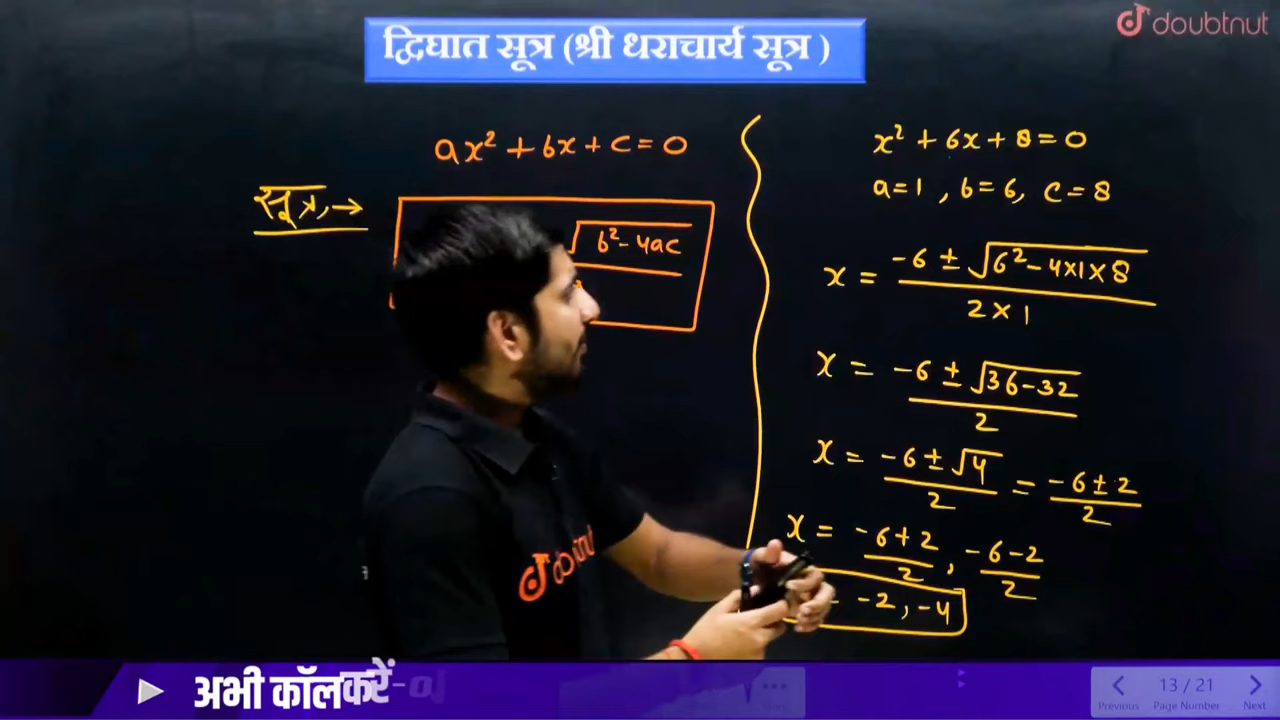 doubtnut
द्विघात सूत्र (श्री धराचार्य सूत्र )
ax² + bx + c = 0
सूत्र, →
√b² - 4ac
x² + 6x + 8 = 0
a = 1 , b = 6, c = 8
x = -6 ± √6² - 4×1×8 / 2 × 1
x = -6 ± √36-32 / 2
x = -6 ± √4 / 2 = -6 ± 2 / 2
x = -6+2 / 2 , -6-2 / 2
-2, -4
doubtnut
अभी कॉल करें
13 / 21
Previous Page Number Next